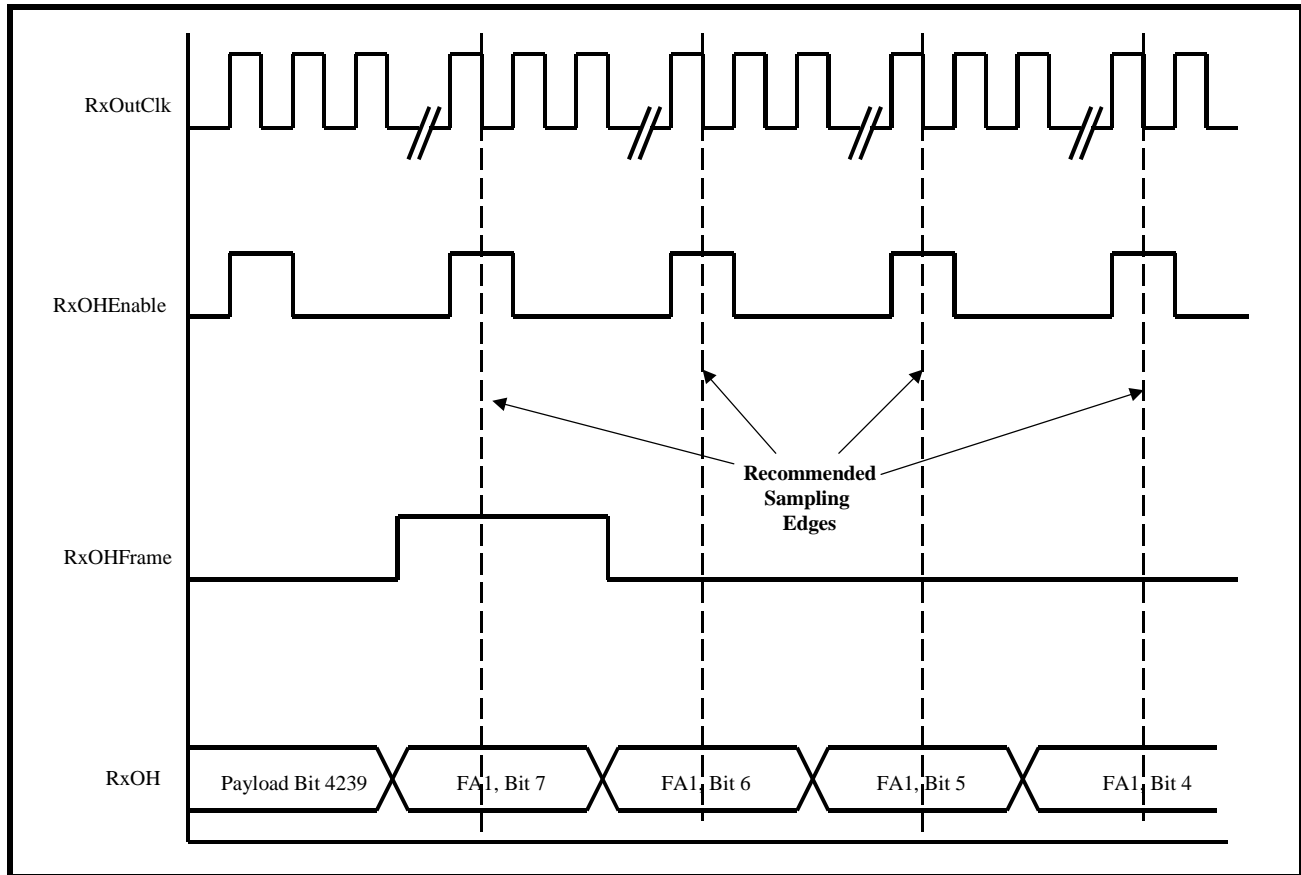 RxOutClk
RxOHEnable
Recommended
Sampling
Edges
RxOHFrame
RxOH
Payload Bit 4239
FA1, Bit 7
FA1, Bit 6
FA1, Bit 5
FA1, Bit 4